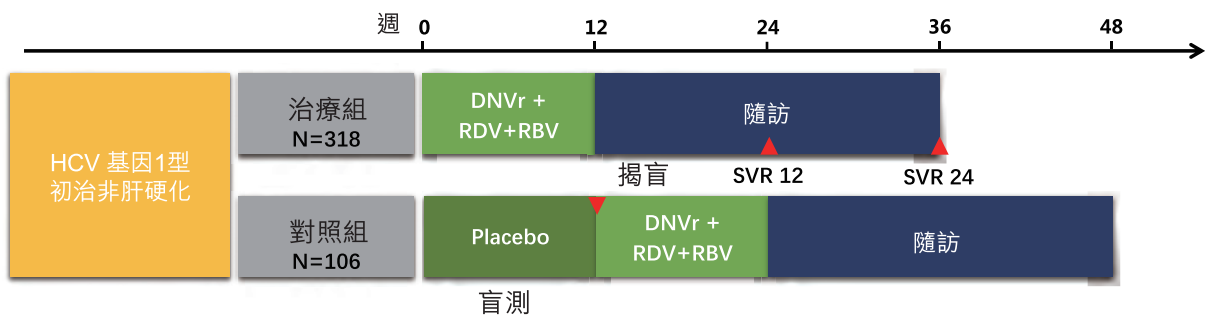 週 0 12 24 36 48
HCV 基因1型
初治非肝硬化
治療組
N=318
DNVr +
RDV+RBV
隨訪
揭盲
SVR 12
SVR 24
對照組
N=106
Placebo
DNVr +
RDV+RBV
隨訪
盲測